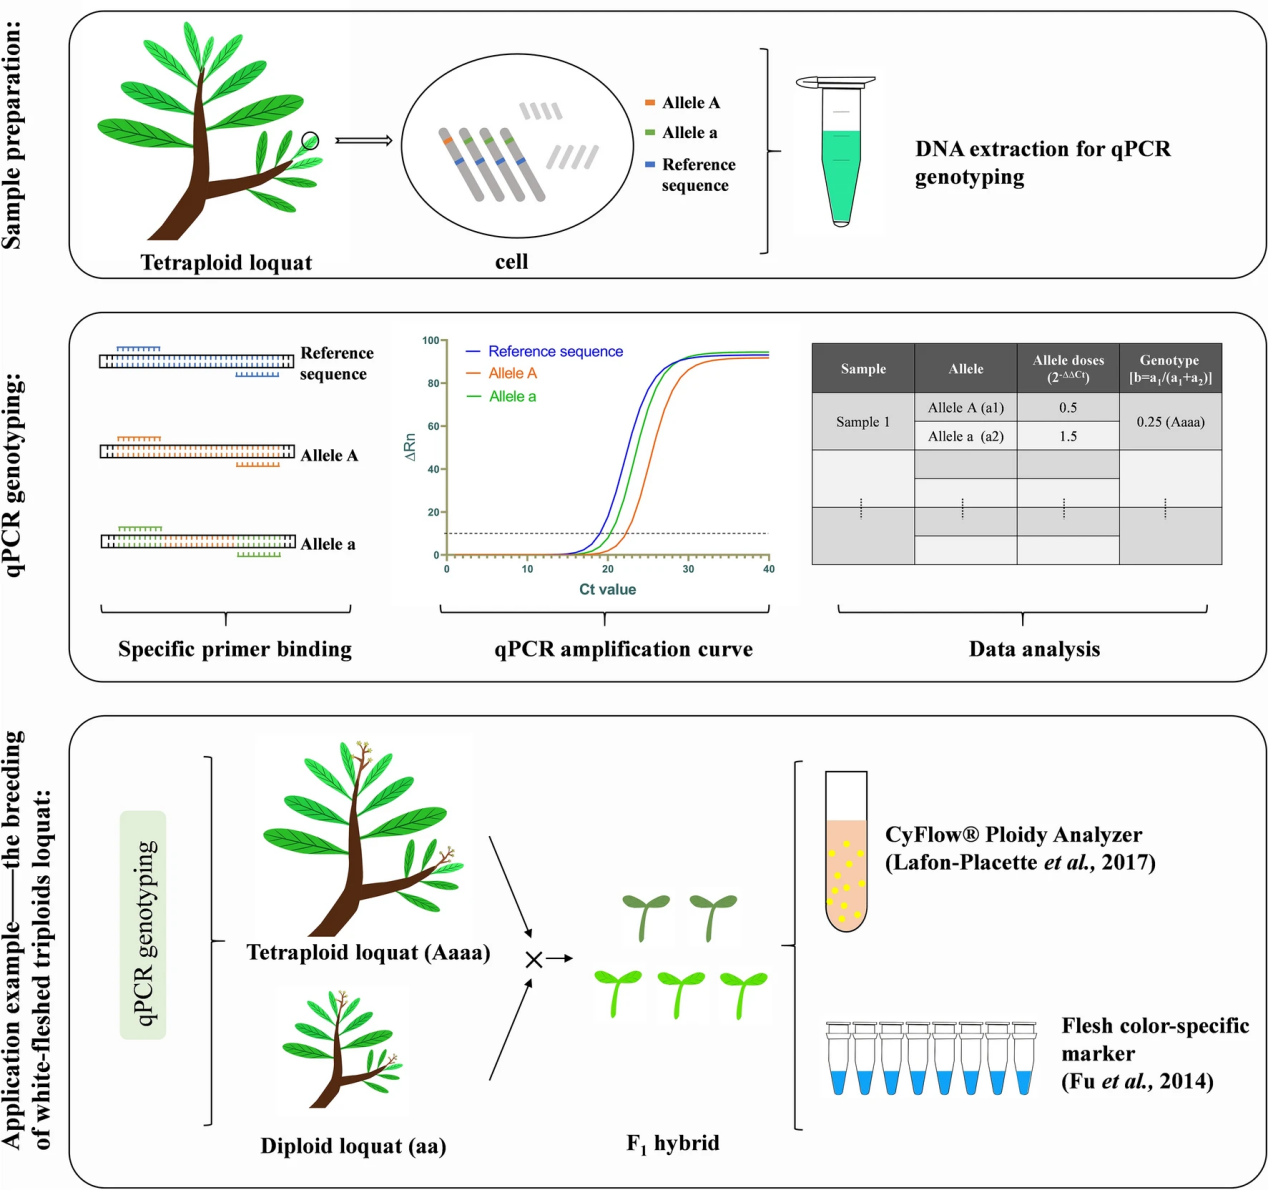 Sample preparation:
Allele A
Allele a
Reference
sequence
DNA extraction for qPCR
genotyping
Tetraploid loquat
cell
qPCR genotyping:
Reference
sequence
Allele A
Allele a
Specific primer binding
100
80
60
40
20
0
ΔRn
Reference sequence
Allele A
Allele a
0
10
20
30
40
Ct value
qPCR amplification curve
Sample
Allele
Allele doses
(2-ΔΔCt)
Genotype
[b=a1/(a1+a2)]
Sample 1
Allele A (a1)
0.5
0.25 (Aaaa)
Allele a (a2)
1.5
Data analysis
Application example——the breeding
of white-fleshed triploids loquat:
qPCR genotyping
Tetraploid loquat (Aaaa)
Diploid loquat (aa)
F1 hybrid
CyFlow® Ploidy Analyzer
(Lafon-Placette et al., 2017)
Flesh color-specific
marker
(Fu et al., 2014)